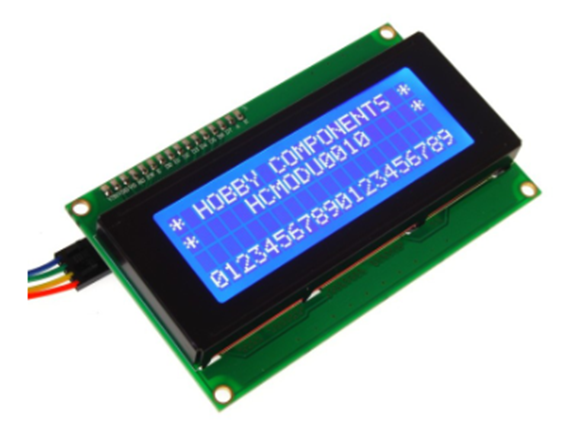 * HOBBY COMPONENTS *
* HCMODU0010 *
01234567890123456789